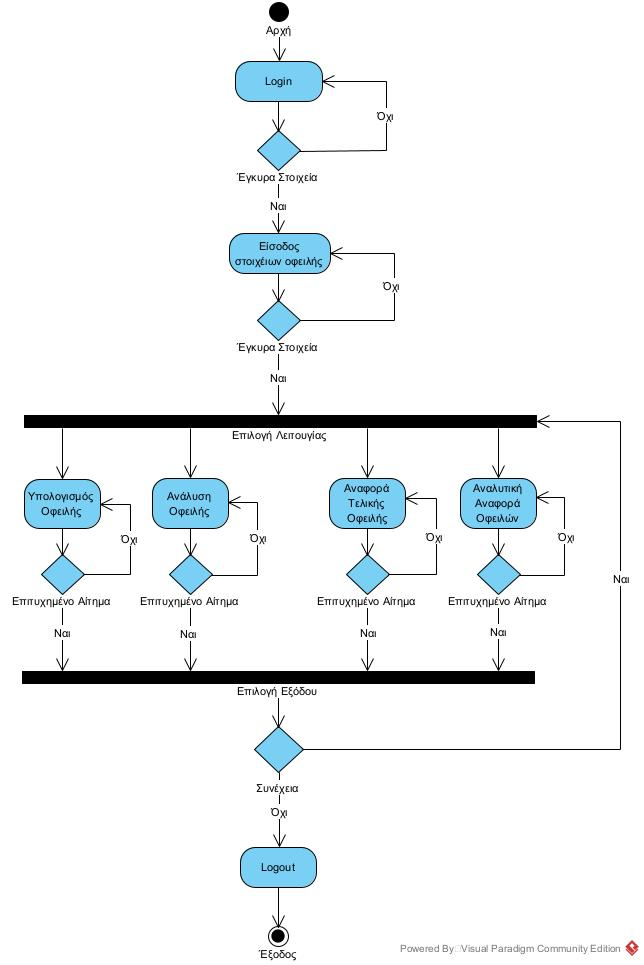 Αρχή
Login
Όχι
Έγκυρα Στοιχεία
Ναι
Είσοδος
στοιχέιων οφειλής
Όχι
Έγκυρα Στοιχεία
Ναι
Επιλογή Λειτουγίας
Υπολογισμός
Οφειλής
Ανάλυση
Οφειλής
Αναφορά
Τελικής
Οφειλής
Αναλυτική
Αναφορά
Οφειλών
Όχι
Όχι
Όχι
Όχι
Ναι
Επιτυχημένο Αίτημα
Επιτυχημένο Αίτημα
Επιτυχημένο Αίτημα
Επιτυχημένο Αίτημα
Ναι
Ναι
Ναι
Ναι
Επιλογή Εξόδου
Συνέχεια
Όχι
Logout
Έξοδος
Powered By Visual Paradigm Community Edition